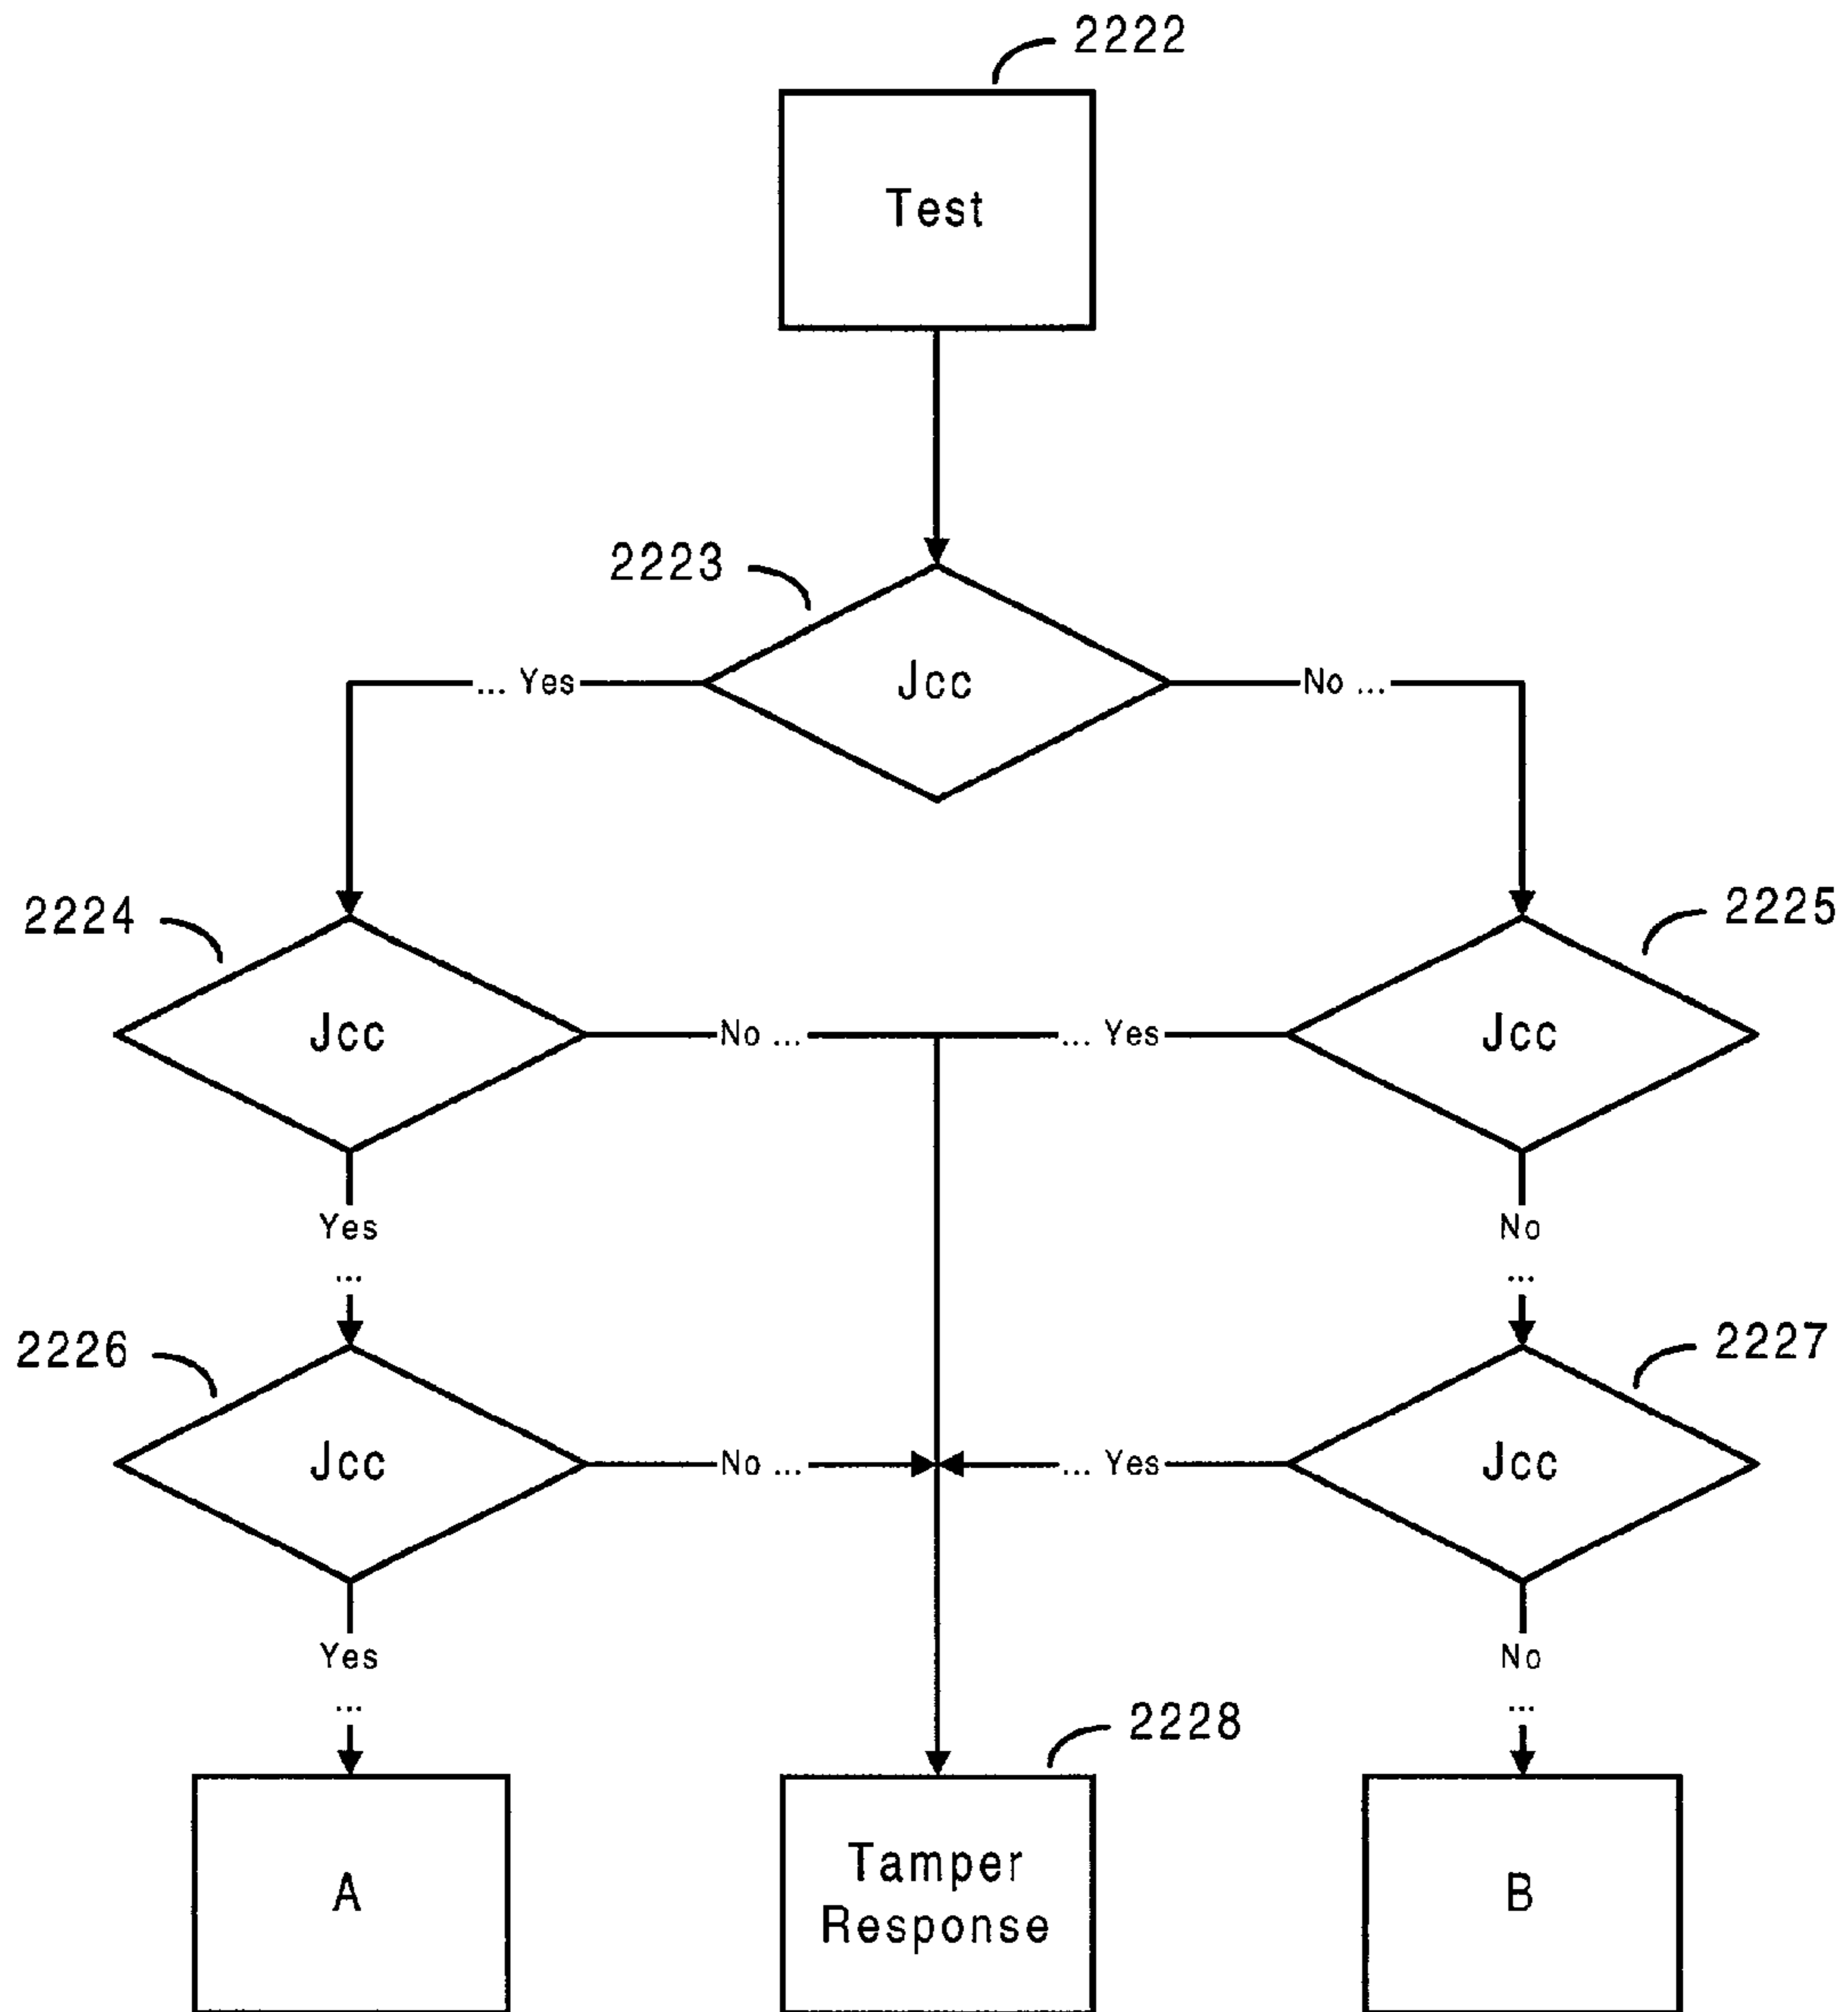 2222
Test
2223
Jcc
... Yes
No ...
2224
Jcc
No ...
... Yes
2225
Jcc
Yes
...
No
...
2226
Jcc
No ...
... Yes
2227
Jcc
Yes
...
No
...
2228
A
Tamper
Response
B